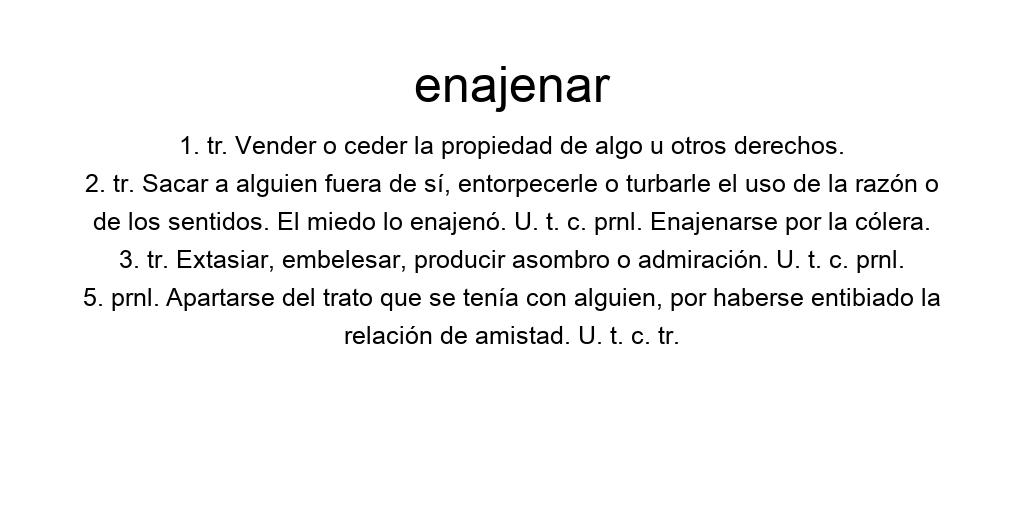 enajenar
1. tr. Vender o ceder la propiedad de algo u otros derechos.
2. tr. Sacar a alguien fuera de sí, entorpecerle o turbarle el uso de la razón o
de los sentidos. El miedo lo enajenó. U. t. c. prnl. Enajenarse por la cólera.
3. tr. Extasiar, embelesar, producir asombro o admiración. U. t. c. prnl.
5. prnl. Apartarse del trato que se tenía con alguien, por haberse entibiado la
relación de amistad. U. t. c. tr.